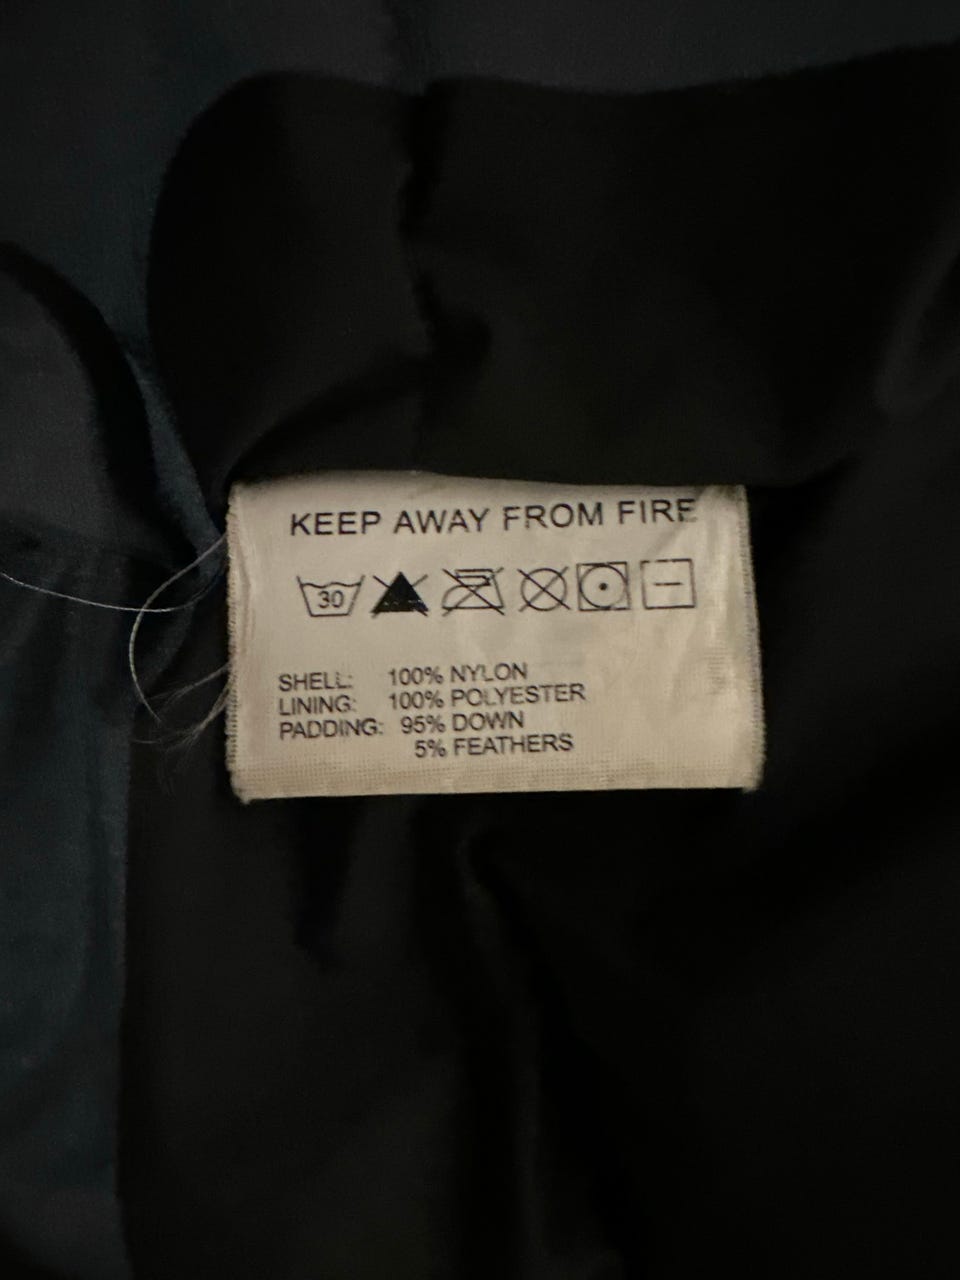 KEEP AWAY FROM FIRE
30
SHELL: 100% NYLON
LINING: 100% POLYESTER
PADDING: 95% DOWN
5% FEATHERS